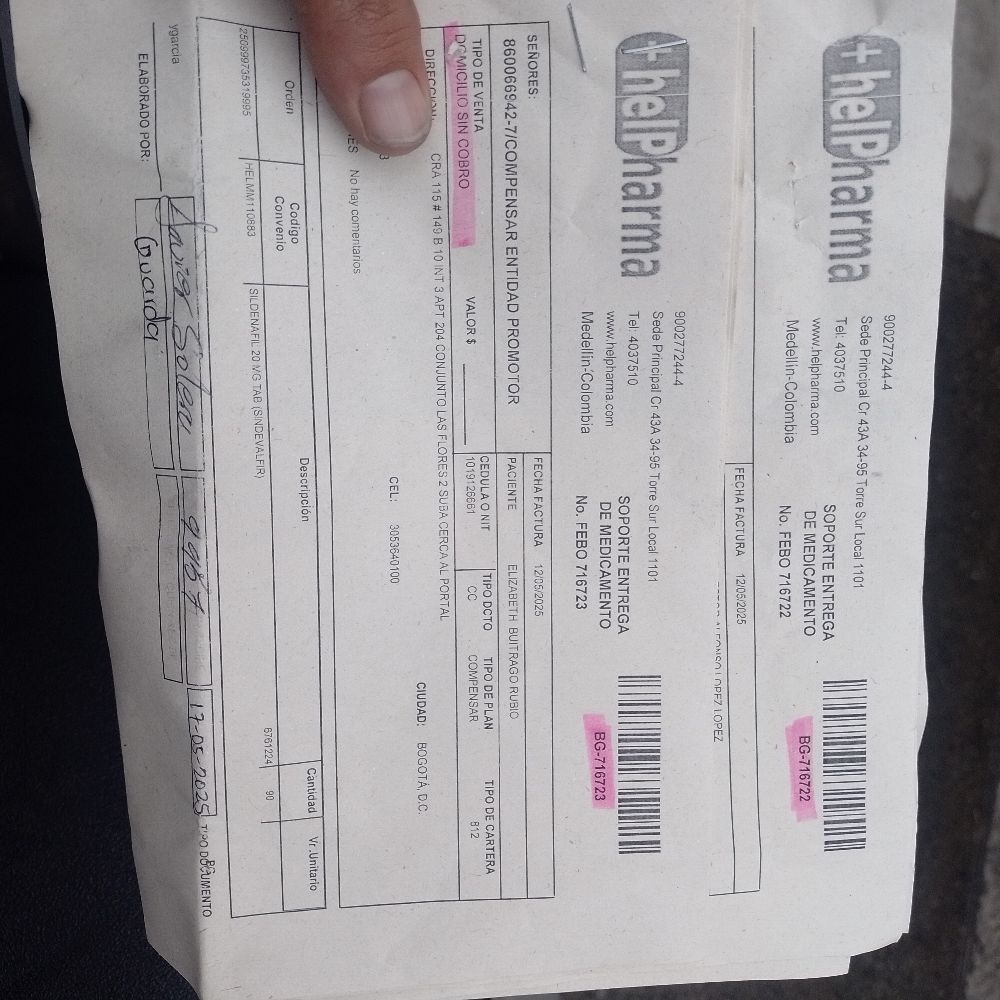 +helPharma
900277244-4
Sede Principal Cr 43A 34-95 Torre Sur Local 1101
Tel: 4037510
www.helpharma.com
Medellin-Colombia
SOPORTE ENTREGA
DE MEDICAMENTO
No. FEBO 716722
BG-716722
FECHA FACTURA 12/05/2025
LOPEZ LOPEZ
+helPharma
900277244-4
Sede Principal Cr 43A 34-95 Torre Sur Local 1101
Tel: 4037510
www.helpharma.com
Medellin-Colombia
SOPORTE ENTREGA
DE MEDICAMENTO
No. FEBO 716723
BG-716723
SEÑORES:
860066942-7/COMPENSAR ENTIDAD PROMOTOR
FECHA FACTURA 12/05/2025
PACIENTE ELIZABETH BUITRAGO RUBIO
TIPO DE VENTA
DOMICILIO SIN COBRO
VALOR $
CEDULA O NIT
1019126661
TIPO DCTO
CC
TIPO DE PLAN
COMPENSAR
TIPO DE CARTERA
812
DIRECCION: CRA 115 # 149 B 10 INT 3 APT 204 CONJUNTO LAS FLORES 2 SUBA CERCA AL PORTAL
CIUDAD: BOGOTÁ, D.C.
CEL: 3053640100
No hay comentarios
Orden
Codigo Convenio
Descripción
Cantidad
Vr.Unitario
250999735319995
HELMM110683
SILDENAFIL 20 MG TAB (SINDEVALFIR)
6761224
90
ygarcia
17-05-2025
TIPO DOCUMENTO
ELABORADO POR: